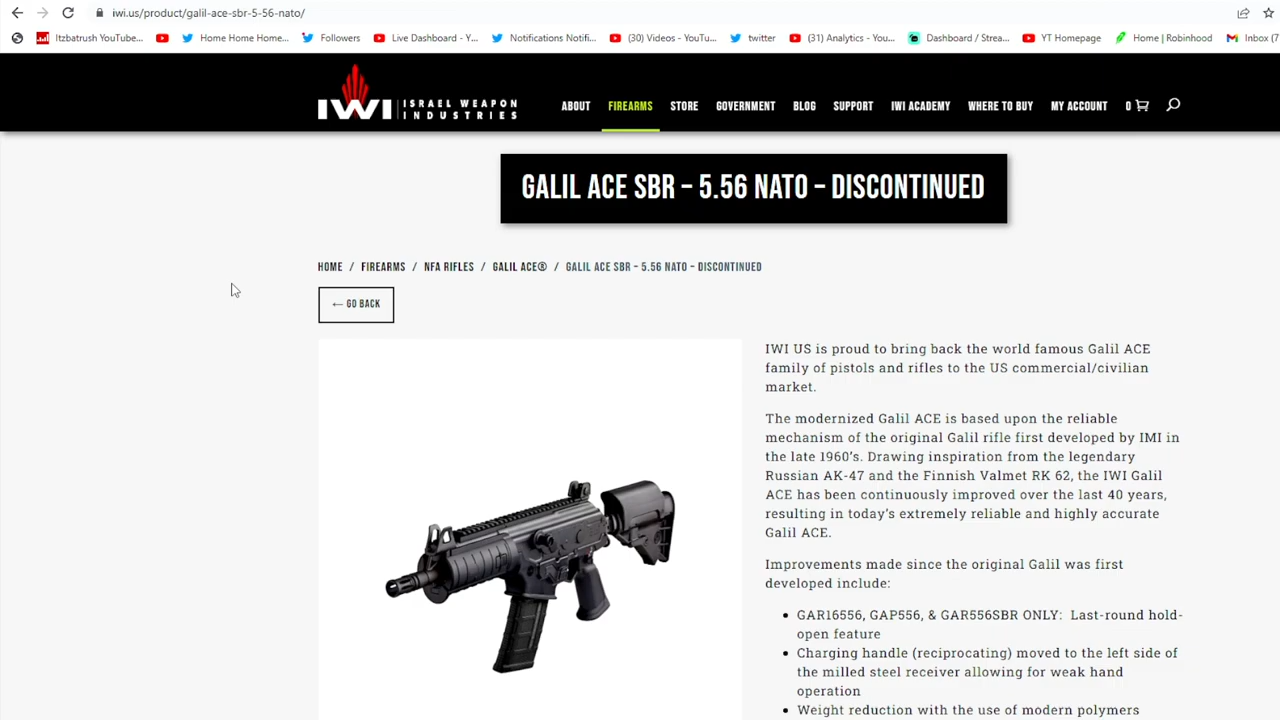 iwi.us/product/galil-ace-sbr-5-56-nato/
Itzbatrush YouTube... Home Home Home... Followers Live Dashboard - Y... Notifications Notifi... (30) Videos - YouTu... twitter (31) Analytics - You... Dashboard / Strea... YT Homepage Home | Robinhood Inbox (7
IWI | ISRAEL WEAPON INDUSTRIES
ABOUT FIREARMS STORE GOVERNMENT BLOG SUPPORT IWI ACADEMY WHERE TO BUY MY ACCOUNT 0
GALIL ACE SBR – 5.56 NATO – DISCONTINUED
HOME / FIREARMS / NFA RIFLES / GALIL ACE® / GALIL ACE SBR – 5.56 NATO – DISCONTINUED
← GO BACK
IWI US is proud to bring back the world famous Galil ACE
family of pistols and rifles to the US commercial/civilian
market.
The modernized Galil ACE is based upon the reliable
mechanism of the original Galil rifle first developed by IMI in
the late 1960’s. Drawing inspiration from the legendary
Russian AK-47 and the Finnish Valmet RK 62, the IWI Galil
ACE has been continuously improved over the last 40 years,
resulting in today’s extremely reliable and highly accurate
Galil ACE.
Improvements made since the original Galil was first
developed include:
• GAR16556, GAP556, & GAR556SBR ONLY: Last-round hold-
open feature
• Charging handle (reciprocating) moved to the left side of
the milled steel receiver allowing for weak hand
operation
• Weight reduction with the use of modern polymers